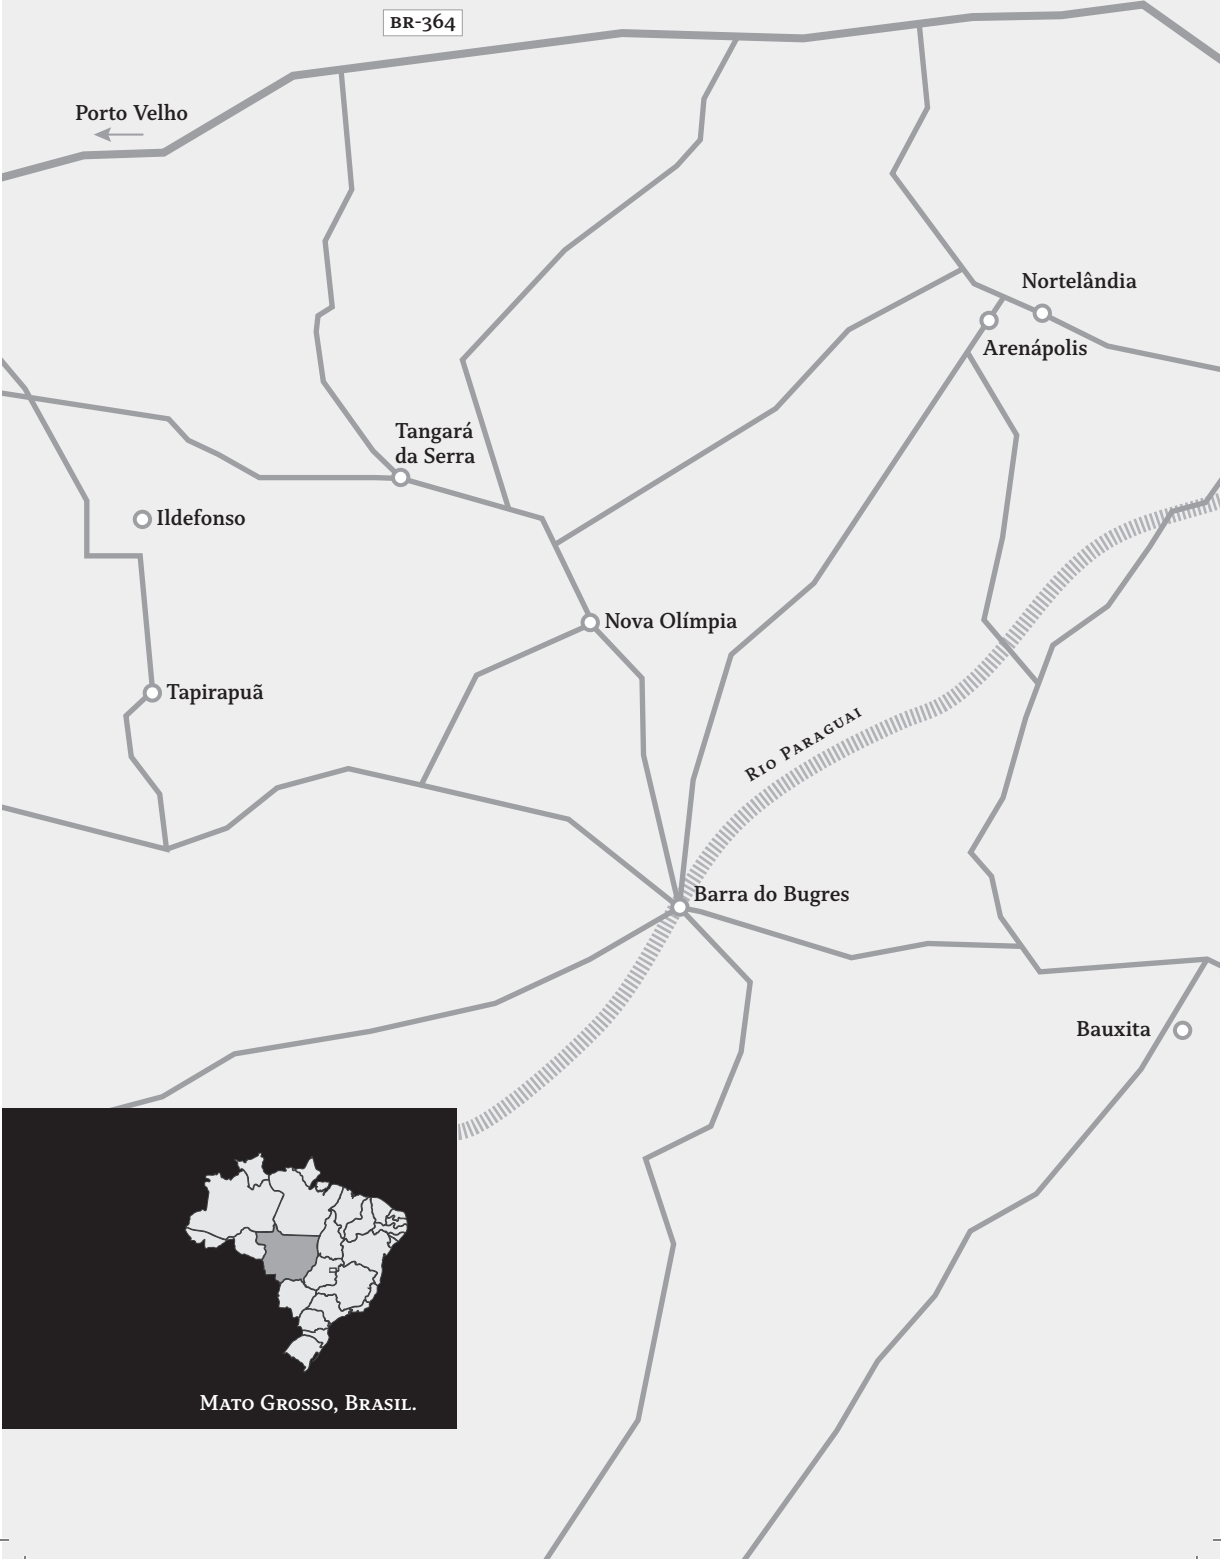 BR-364
Porto Velho
Nortelândia
Arenápolis
Tangará
da Serra
Ildefonso
Nova Olímpia
Tapirapuã
Rio Paraguai
Barra do Bugres
Bauxita
Mato Grosso, Brasil.